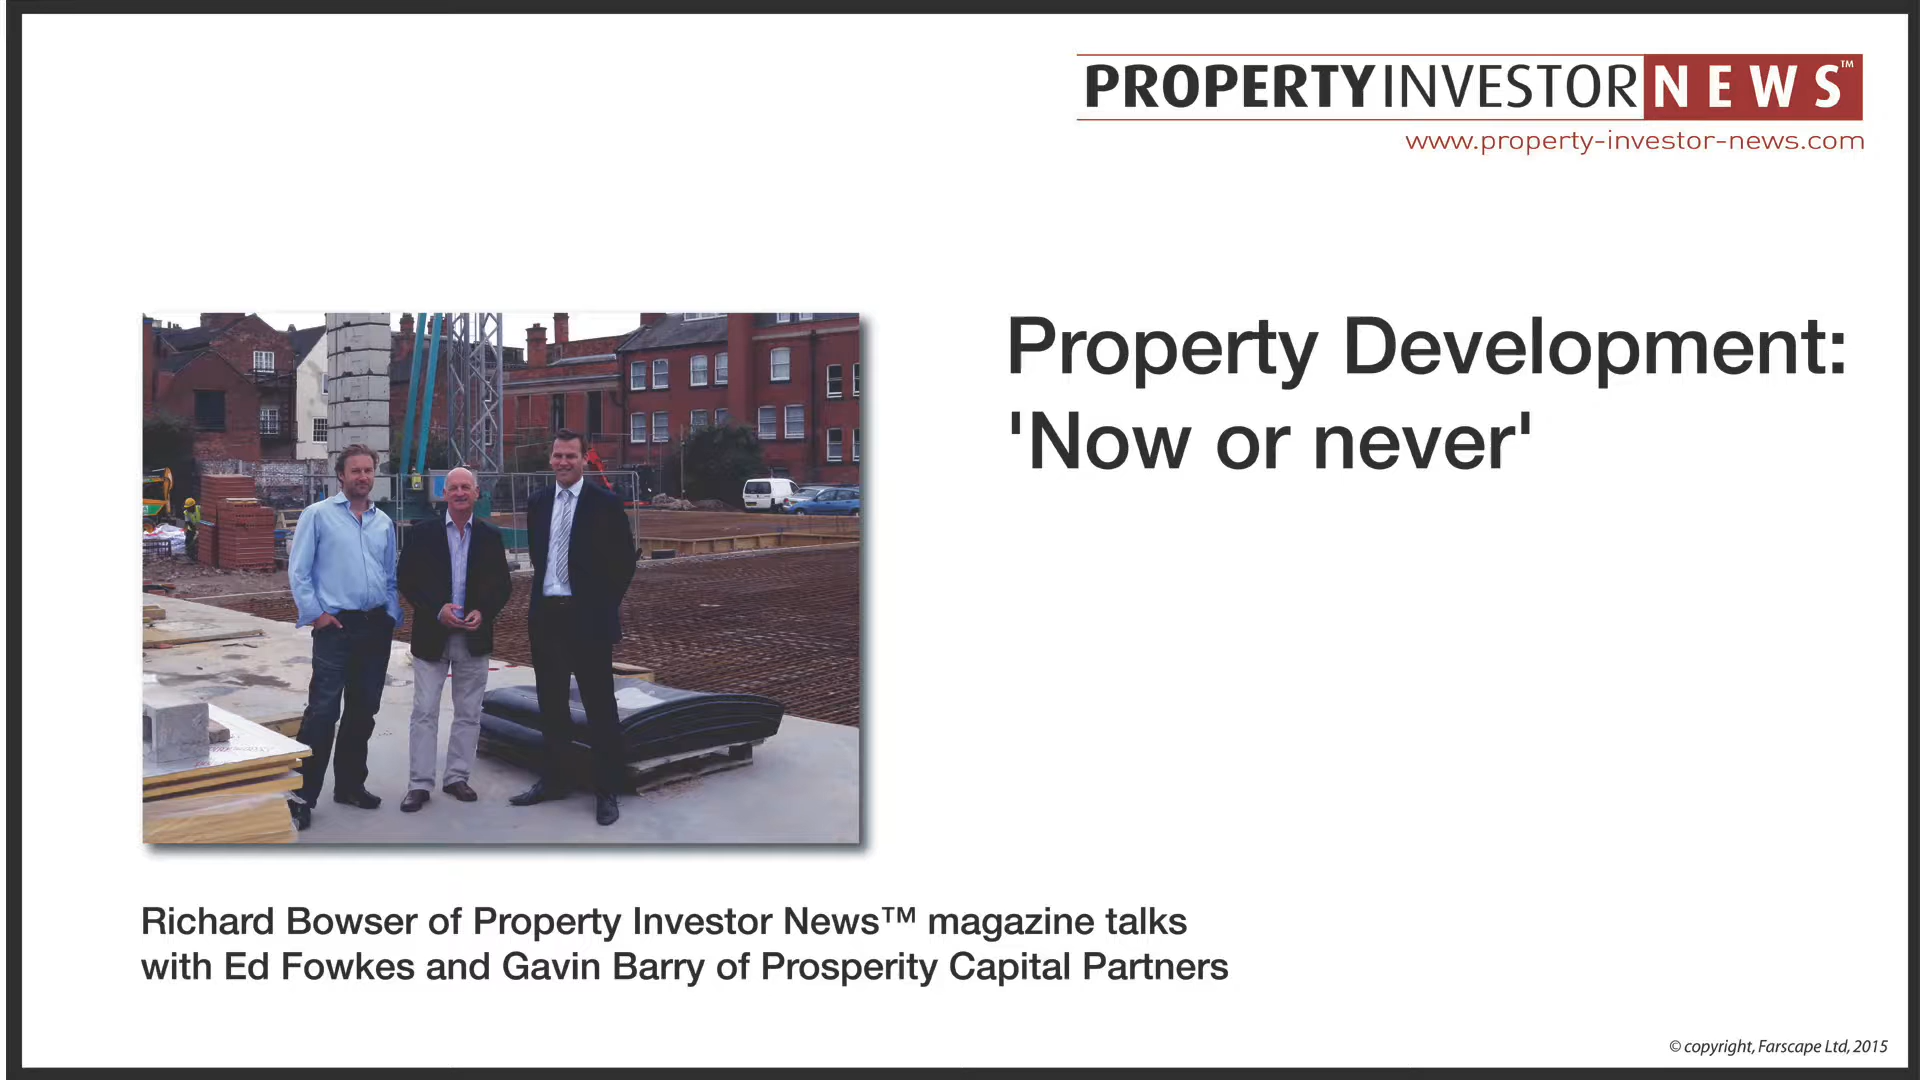 PROPERTYINVESTORNEWS™
www.property-investor-news.com
Property Development:
'Now or never'
Richard Bowser of Property Investor News™ magazine talks
with Ed Fowkes and Gavin Barry of Prosperity Capital Partners
© copyright, Farscape Ltd, 2015